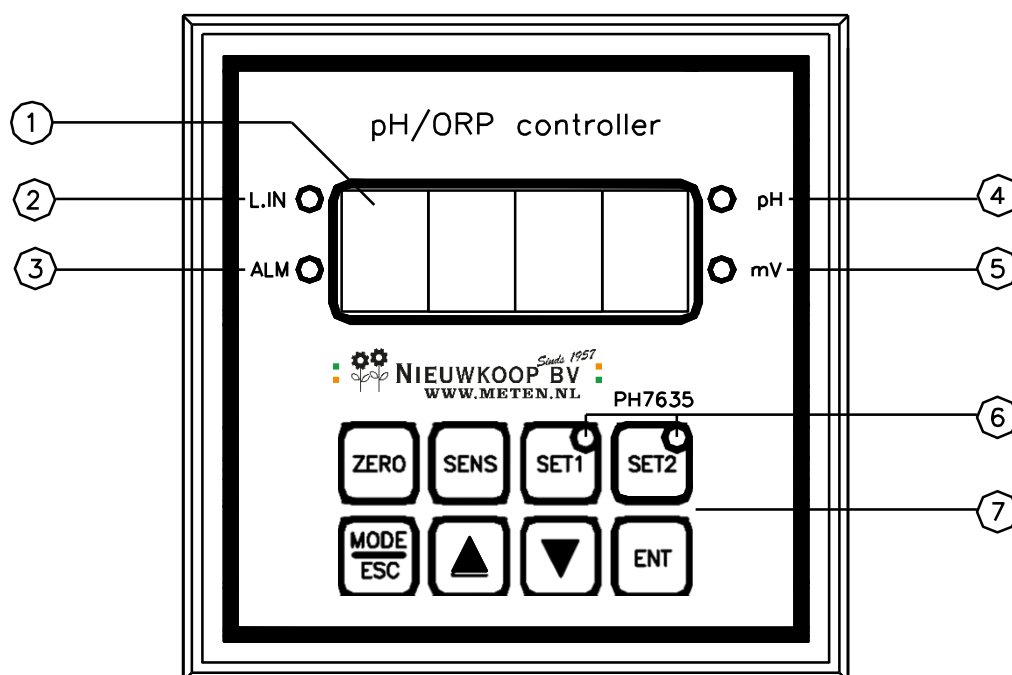 pH/ORP controller
1
2
L.IN
pH
4
3
ALM
mV
5
Sinds 1957
NIEUWKOOP BV
WWW.METEN.NL
PH7635
6
ZERO
SENS
SET1
SET2
7
MODE
ESC
ENT